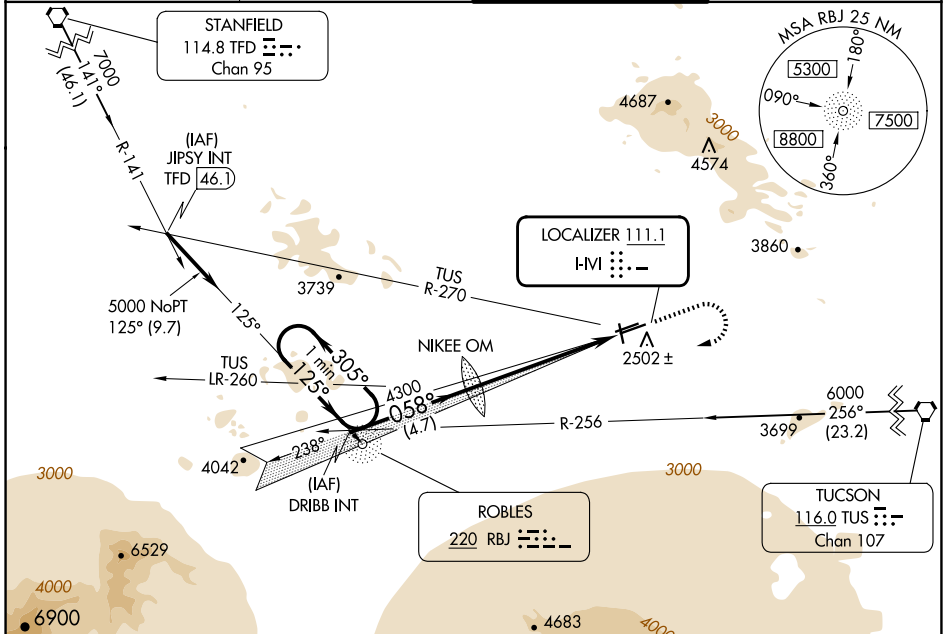 STANFIELD
114.8 TFD
Chan 95
7000
141°
(46.1)
R-141
(IAF)
JIPSY INT
TFD 46.1
5000 NoPT
125° (9.7)
125°
3739
TUS
R-270
LOCALIZER 111.1
I-IVI
4687
3000
4574
3860
MSA RBJ 25 NM
180°
5300
090°
7500
8800
360°
2502 ±
NIKEE OM
1 min
305°
125°
TUS
LR-260
4300
058°
(4.7)
238°
4042
(IAF)
DRIBB INT
R-256
6000
256°
(23.2)
3699
ROBLES
220 RBJ
TUCSON
116.0 TUS
Chan 107
3000
3000
6529
4000
6900
4683
4000